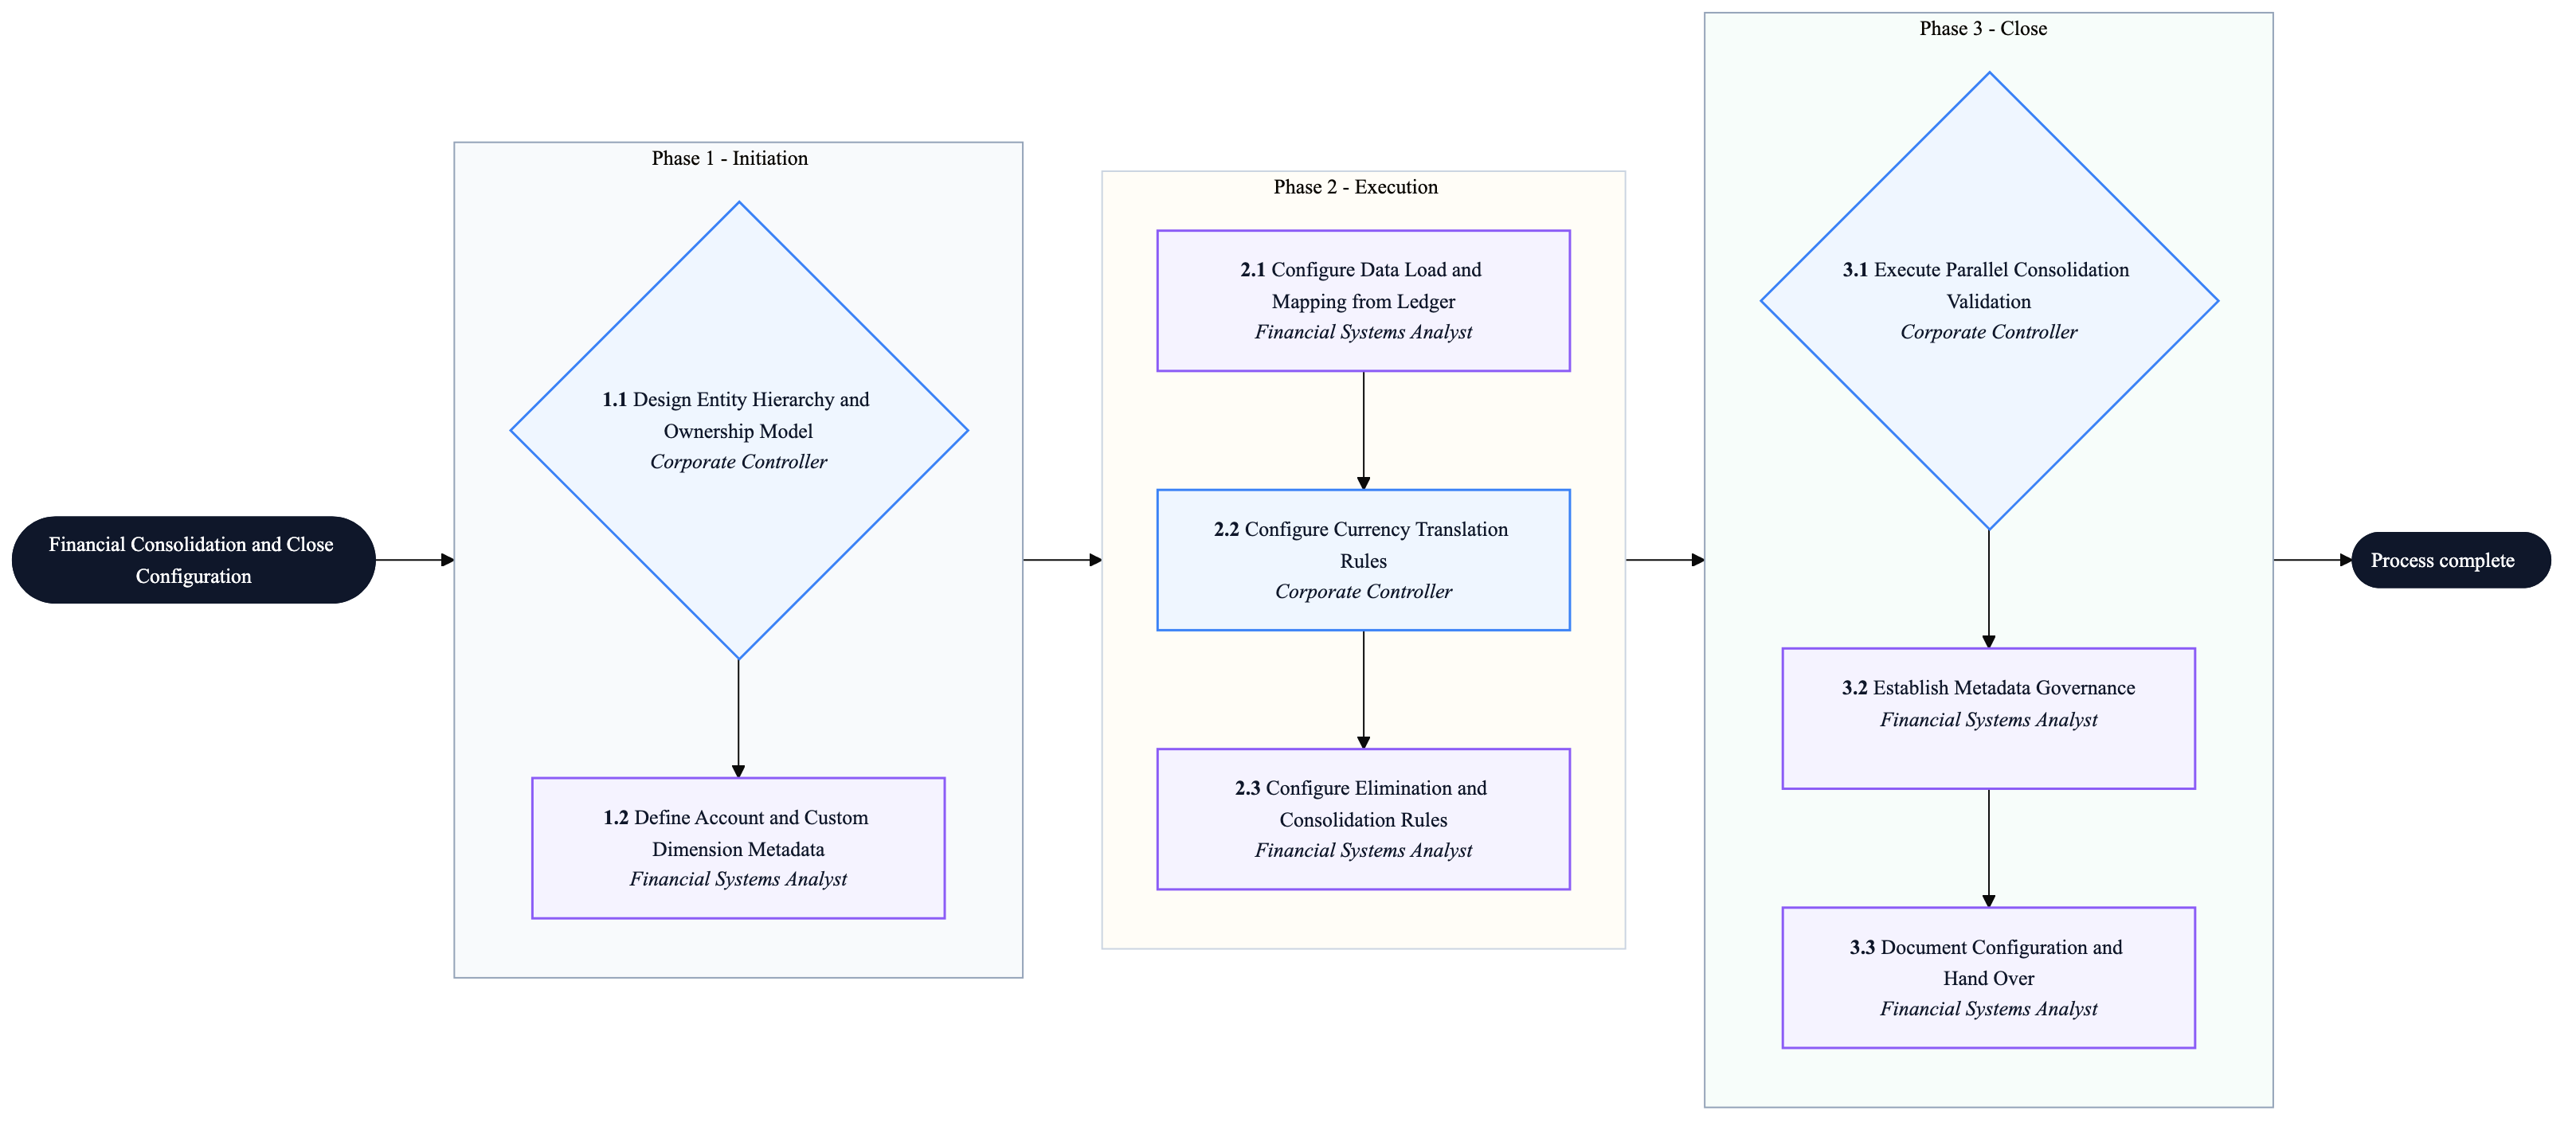 Financial Consolidation and Close
Configuration
Phase 1 - Initiation
1.1 Design Entity Hierarchy and
Ownership Model
Corporate Controller
1.2 Define Account and Custom
Dimension Metadata
Financial Systems Analyst
Phase 2 - Execution
2.1 Configure Data Load and
Mapping from Ledger
Financial Systems Analyst
2.2 Configure Currency Translation
Rules
Corporate Controller
2.3 Configure Elimination and
Consolidation Rules
Financial Systems Analyst
Phase 3 - Close
3.1 Execute Parallel Consolidation
Validation
Corporate Controller
3.2 Establish Metadata Governance
Financial Systems Analyst
3.3 Document Configuration and
Hand Over
Financial Systems Analyst
Process complete